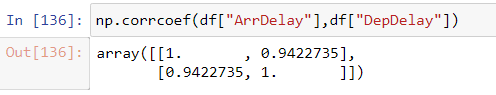 In [136]: np.corrcoef(df["ArrDelay"],df["DepDelay"])
Out[136]: array([[1.       , 0.9422735],
       [0.9422735, 1.       ]])